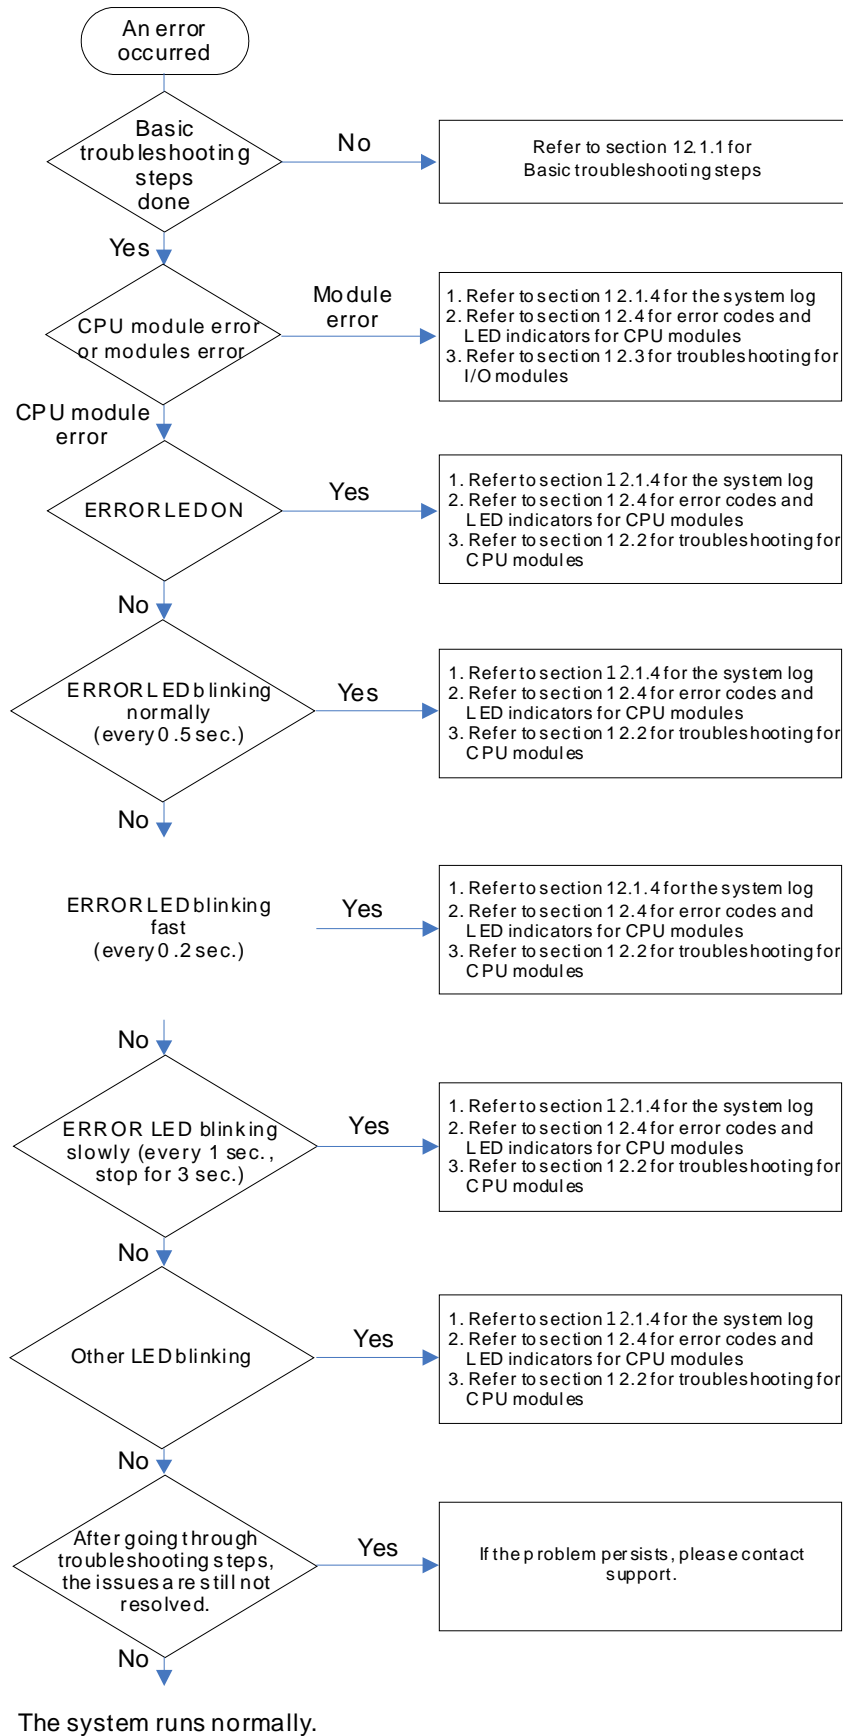 An error
occurred
Basic
troubleshooting
steps
done
No
Refer to section 12.1.1 for
Basic troubleshooting steps
Yes
CPU module error
or modules error
Module
error
1. Refer to section 12.1.4 for the system log
2. Refer to section 12.4 for error codes and
LED indicators for CPU modules
3. Refer to section 12.3 for troubleshooting for
I/O modules
CPU module
error
ERROR LED ON
Yes
1. Refer to section 12.1.4 for the system log
2. Refer to section 12.4 for error codes and
LED indicators for CPU modules
3. Refer to section 12.2 for troubleshooting for
CPU modules
No
ERROR LED blinking
normally
(every 0.5 sec.)
Yes
1. Refer to section 12.1.4 for the system log
2. Refer to section 12.4 for error codes and
LED indicators for CPU modules
3. Refer to section 12.2 for troubleshooting for
CPU modules
No
ERROR LED blinking
fast
(every 0.2 sec.)
Yes
1. Refer to section 12.1.4 for the system log
2. Refer to section 12.4 for error codes and
LED indicators for CPU modules
3. Refer to section 12.2 for troubleshooting for
CPU modules
No
ERROR LED blinking
slowly (every 1 sec.,
stop for 3 sec.)
Yes
1. Refer to section 12.1.4 for the system log
2. Refer to section 12.4 for error codes and
LED indicators for CPU modules
3. Refer to section 12.2 for troubleshooting for
CPU modules
No
Other LED blinking
Yes
1. Refer to section 12.1.4 for the system log
2. Refer to section 12.4 for error codes and
LED indicators for CPU modules
3. Refer to section 12.2 for troubleshooting for
CPU modules
No
After going through
troubleshooting steps,
the issues are still not
resolved.
Yes
If the problem persists, please contact
support.
No
The system runs normally.